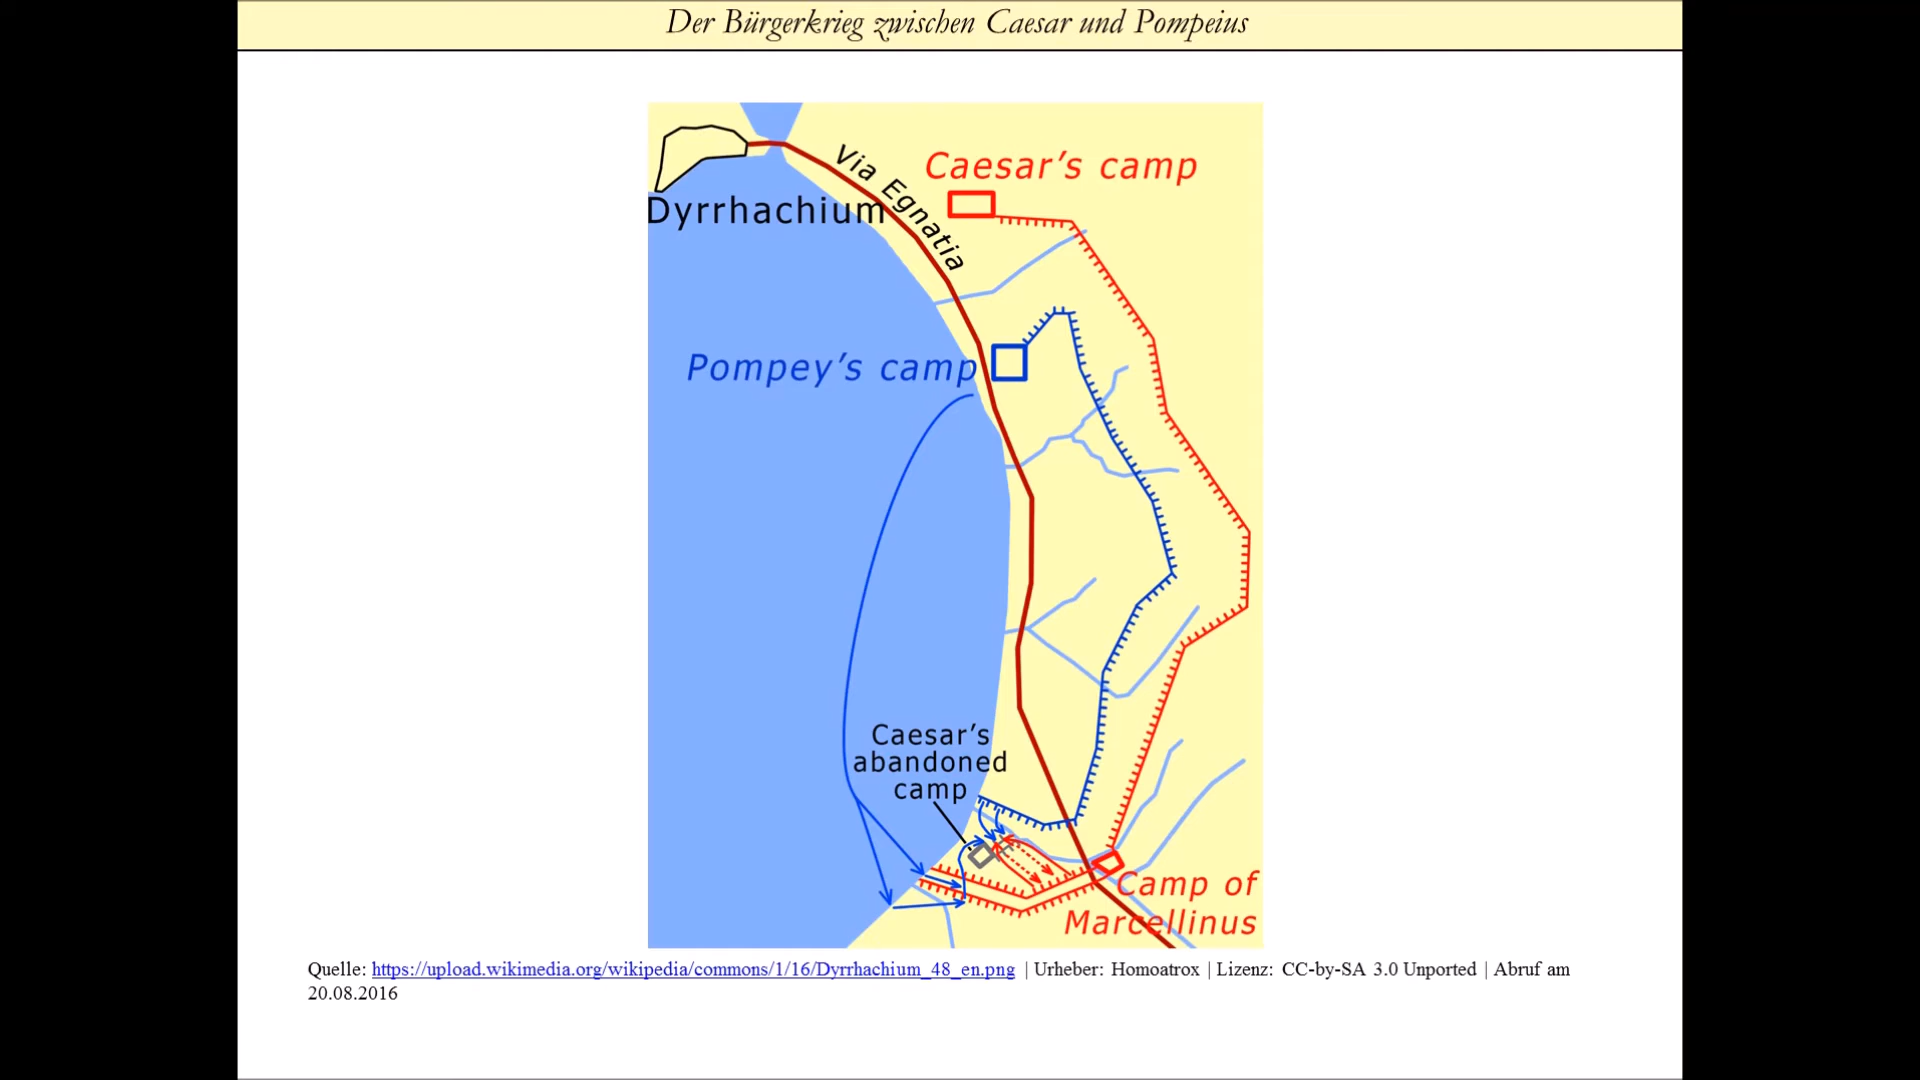 Der Bürgerkrieg zwischen Caesar und Pompeius
Via Egnatia
Caesar's camp
Dyrrhachium
Pompey's camp
Caesar's
abandoned
camp
Camp of
Marcellinus
Quelle: https://upload.wikimedia.org/wikipedia/commons/1/16/Dyrrhachium_48_en.png | Urheber: Homoatrox | Lizenz: CC-by-SA 3.0 Unported | Abruf am
20.08.2016